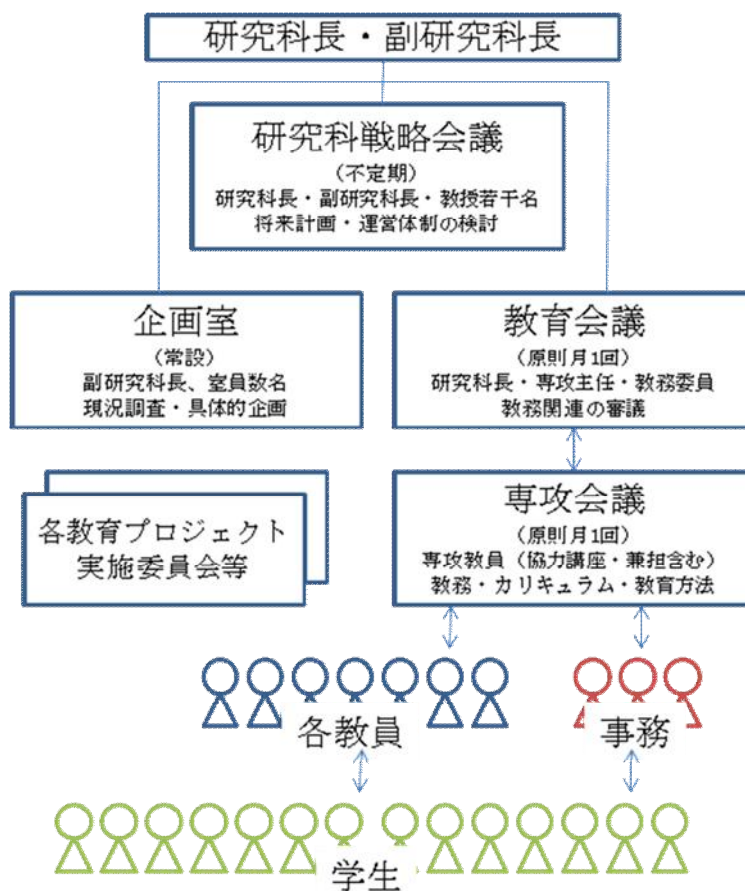 研究科長・副研究科長
研究科戦略会議
(不定期)
研究科長・副研究科長・教授若干名
将来計画・運営体制の検討
企画室
(常設)
副研究科長、室員数名
現況調査・具体的企画
教育会議
(原則月1回)
研究科長・専攻主任・教務委員
教務関連の審議
各教育プロジェクト
実施委員会等
専攻会議
(原則月1回)
専攻教員（協力講座・兼担含む）
教務・カリキュラム・教育方法
各教員
事務
学生